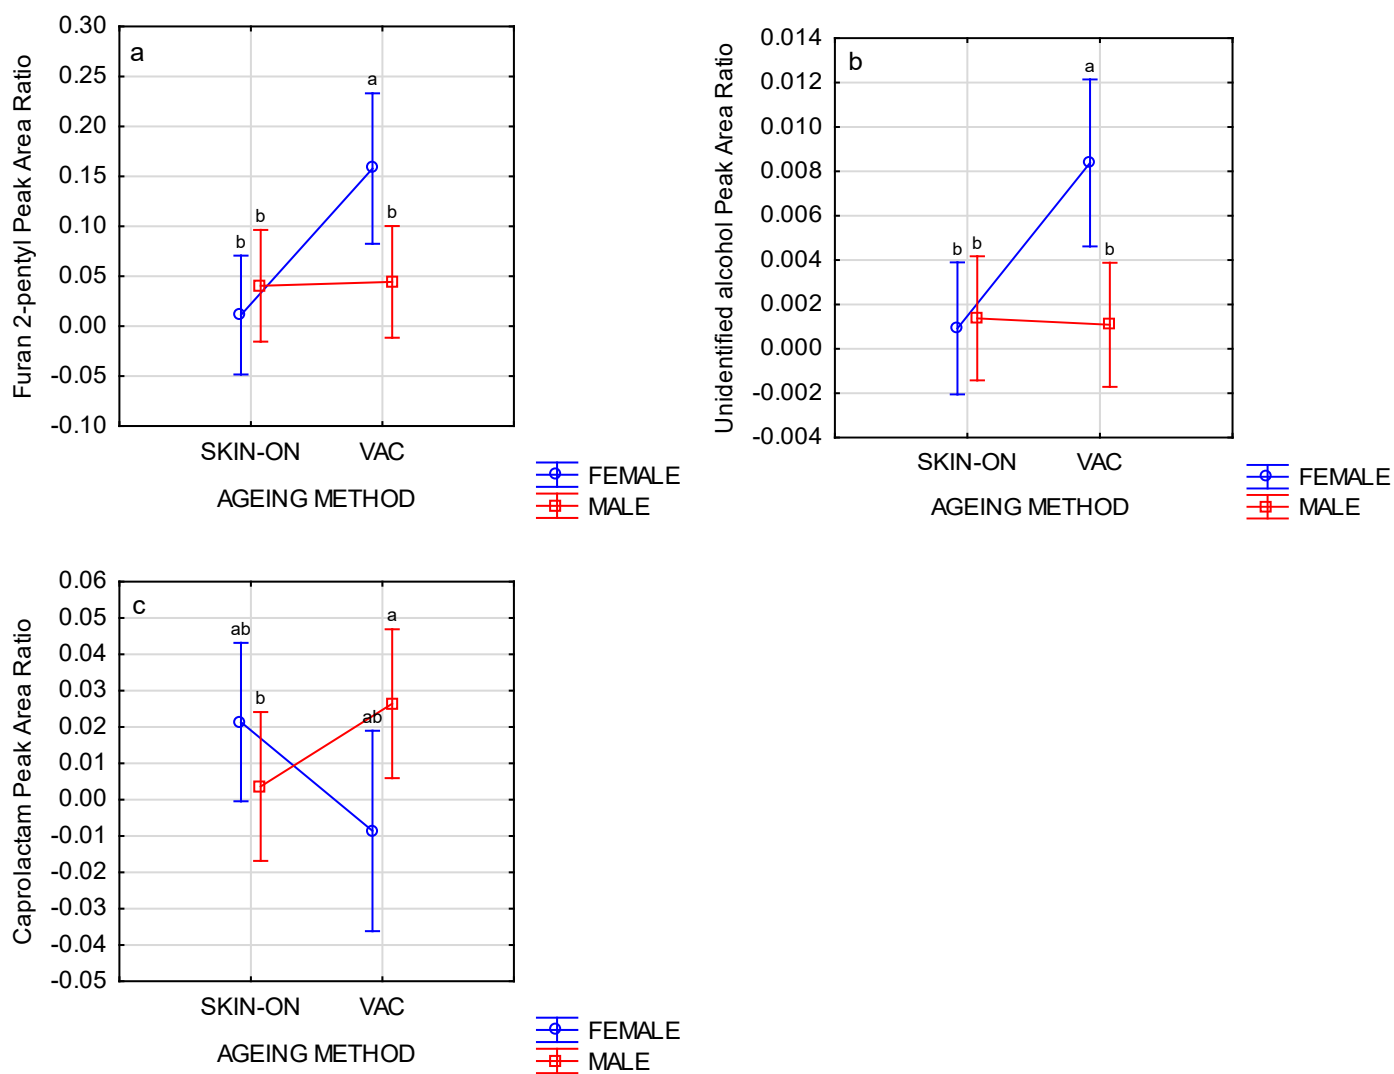 a
Furan 2-pentyl Peak Area Ratio
0.30
0.25
0.20
0.15
0.10
0.05
0.00
-0.05
-0.10
b
b
a
b
SKIN-ON VAC
AGEING METHOD
FEMALE
MALE
b
Unidentified alcohol Peak Area Ratio
0.014
0.012
0.010
0.008
0.006
0.004
0.002
0.000
-0.002
-0.004
b
b
a
b
SKIN-ON VAC
AGEING METHOD
FEMALE
MALE
c
Caprolactam Peak Area Ratio
0.06
0.05
0.04
0.03
0.02
0.01
0.00
-0.01
-0.02
-0.03
-0.04
-0.05
ab
b
a
ab
SKIN-ON VAC
AGEING METHOD
FEMALE
MALE